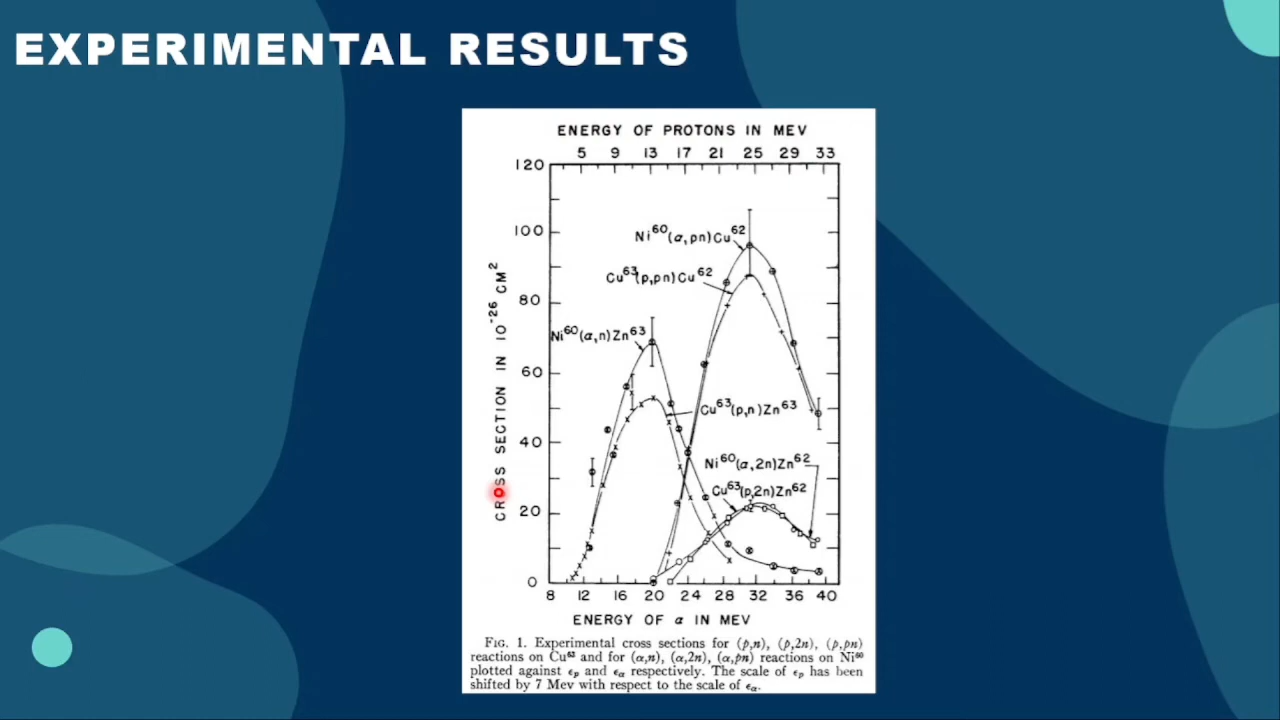 EXPERIMENTAL RESULTS
ENERGY OF PROTONS IN MEV
5 9 13 17 21 25 29 33
120
100
80
60
40
20
0
CROSS SECTION IN 10⁻²⁶ CM²
Ni⁶⁰(α,pn)Cu⁶²
Cu⁶³(p,pn)Cu⁶²
Ni⁶⁰(α,n)Zn⁶³
Cu⁶³(p,n)Zn⁶³
Ni⁶⁰(α,2n)Zn⁶²
Cu⁶³(p,2n)Zn⁶²
8 12 16 20 24 28 32 36 40
ENERGY OF α IN MEV
FIG. 1. Experimental cross sections for (p,n), (p,2n), (p,pn)
reactions on Cu⁶³ and for (α,n), (α,2n), (α,pn) reactions on Ni⁶⁰
plotted against ϵₚ and ϵα respectively. The scale of ϵₚ has been
shifted by 7 Mev with respect to the scale of ϵα.